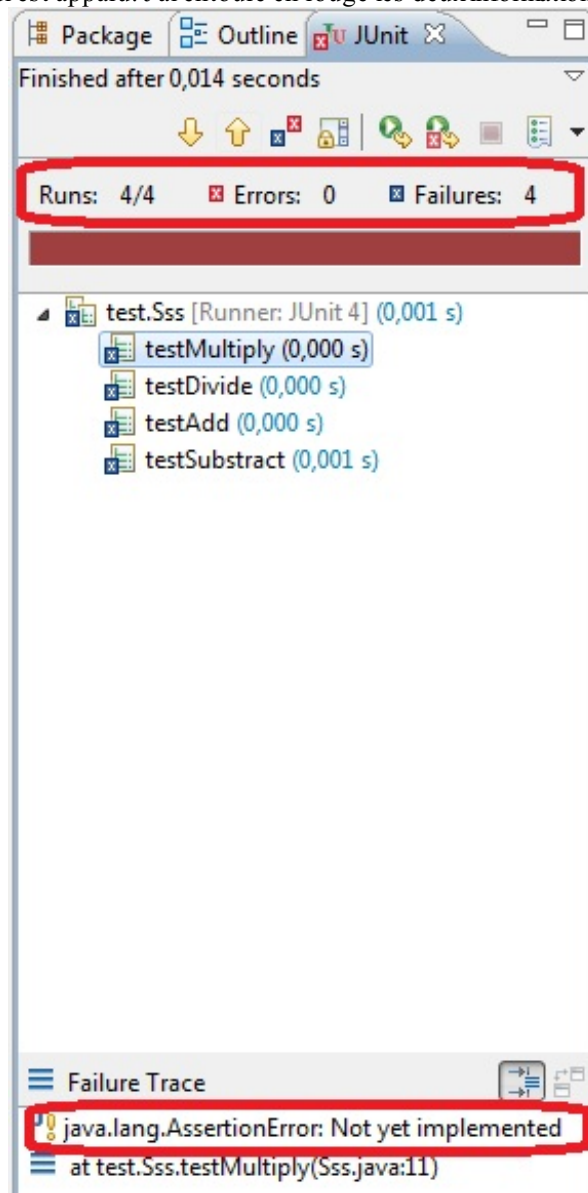 Package Outline JUnit
Finished after 0,014 seconds
Runs: 4/4 Errors: 0 Failures: 4
test.Sss [Runner: JUnit 4] (0,001 s)
testMultiply (0,000 s)
testDivide (0,000 s)
testAdd (0,000 s)
testSubstract (0,001 s)
Failure Trace
java.lang.AssertionError: Not yet implemented
at test.Sss.testMultiply(Sss.java:11)